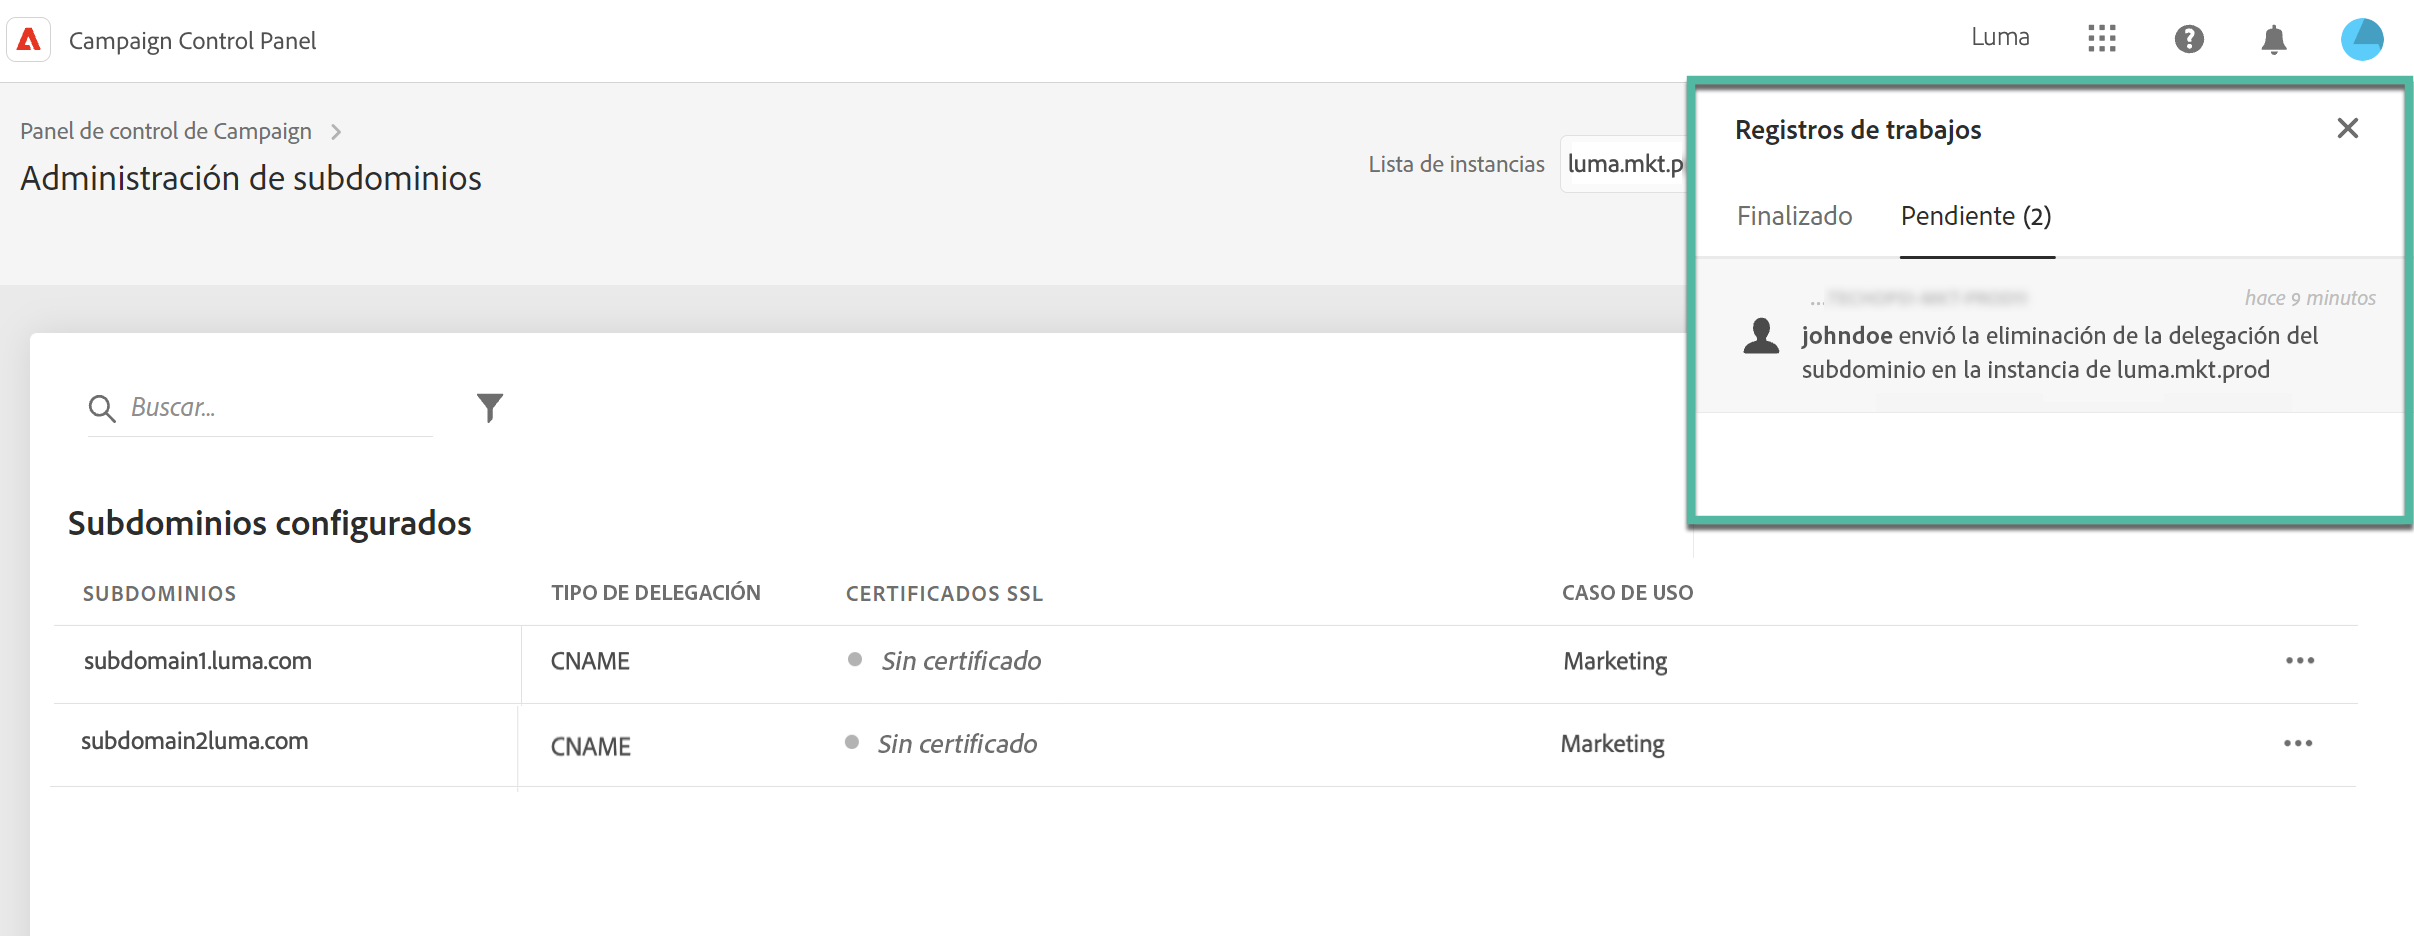 Campaign Control Panel
Luma
Panel de control de Campaign
Administración de subdominios
Lista de instancias
luma.mkt.p
Registros de trabajos
Finalizado
Pendiente (2)
...
hace 9 minutos
johndoe envió la eliminación de la delegación del
subdominio en la instancia de luma.mkt.prod
Buscar...
Subdominios configurados
SUBDOMINIOS TIPO DE DELEGACIÓN CERTIFICADOS SSL CASO DE USO
subdomain1.luma.com CNAME Sin certificado Marketing
subdomain2luma.com CNAME Sin certificado Marketing